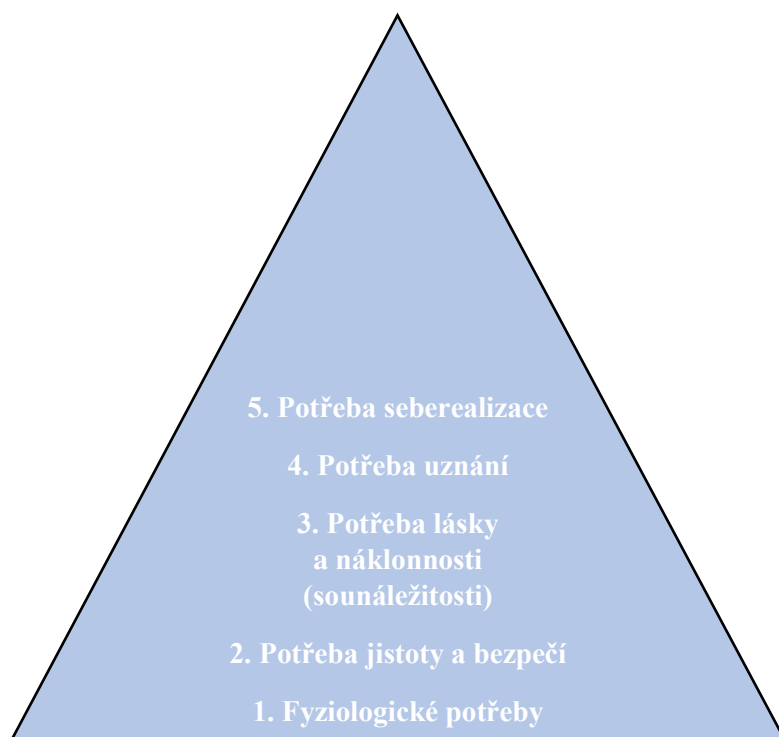 5. Potřeba seberealizace
4. Potřeba uznání
3. Potřeba lásky
a náklonnosti
(sounáležitosti)
2. Potřeba jistoty a bezpečí
1. Fyziologické potřeby